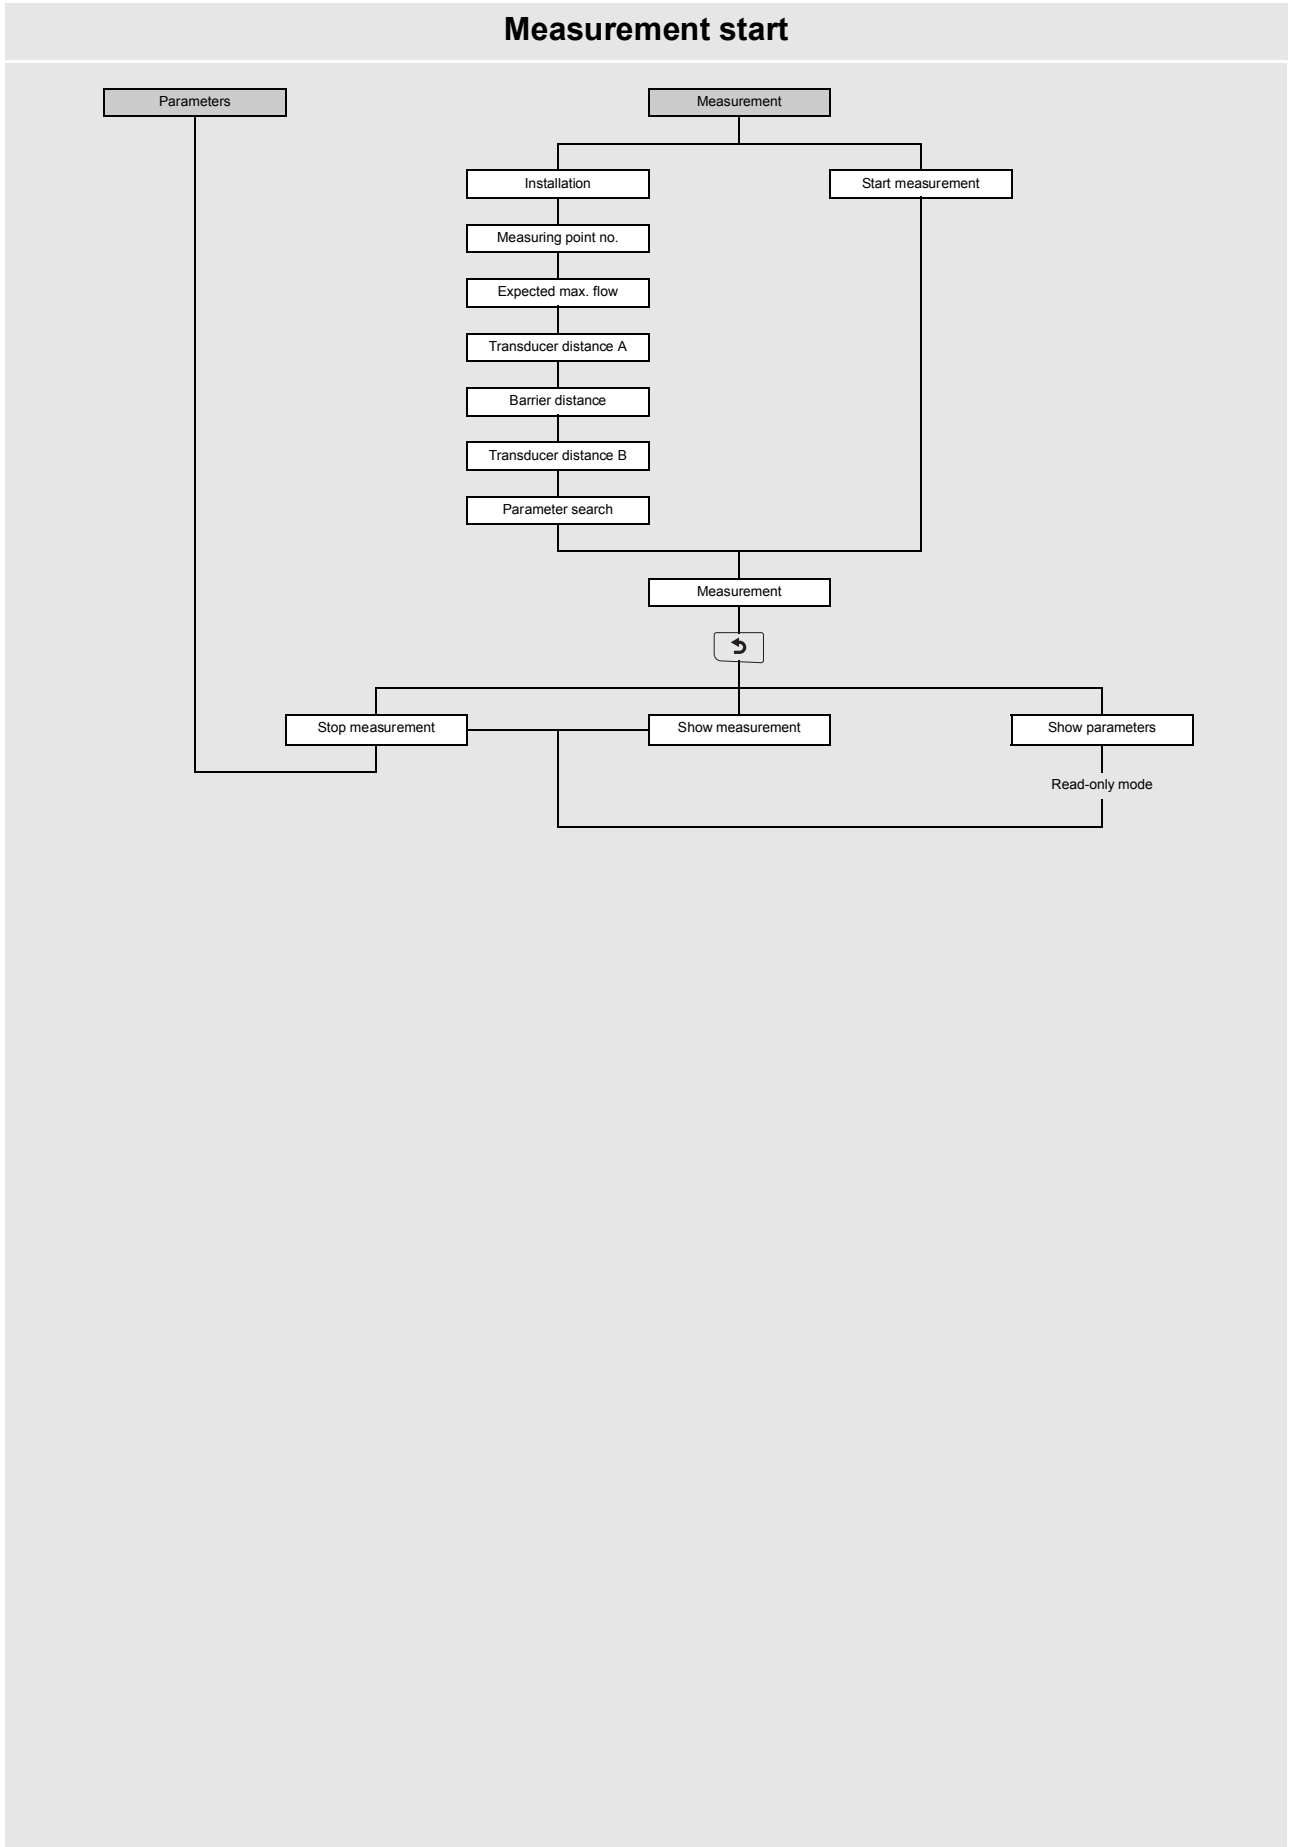 Measurement start
Parameters
Measurement
Installation
Start measurement
Measuring point no.
Expected max. flow
Transducer distance A
Barrier distance
Transducer distance B
Parameter search
Measurement
Stop measurement
Show measurement
Show parameters
Read-only mode